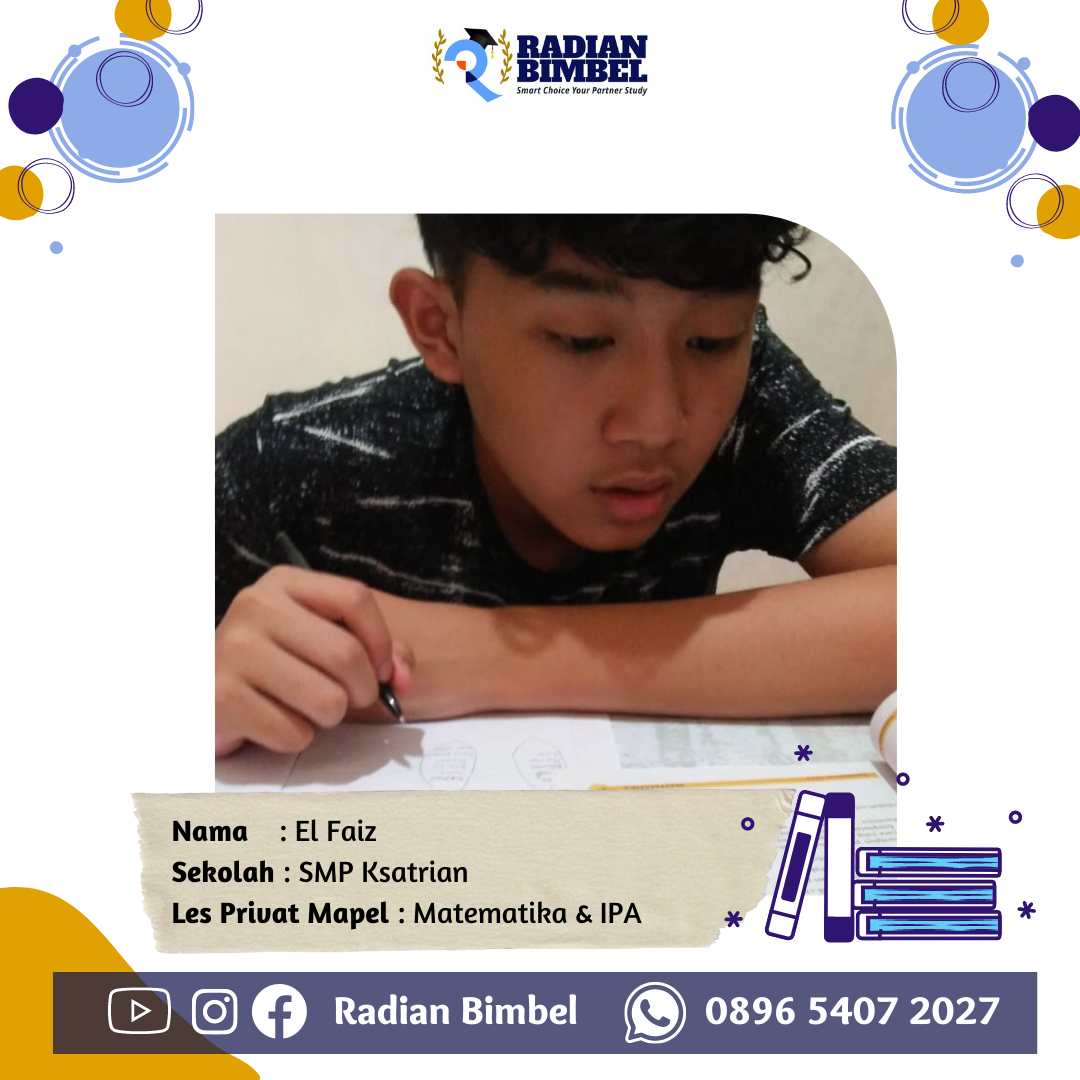 RADIAN
BIMBEL
Smart Choice Your Partner Study
Nama : El Faiz
Sekolah : SMP Ksatrian
Les Privat Mapel : Matematika & IPA
Radian Bimbel
0896 5407 2027